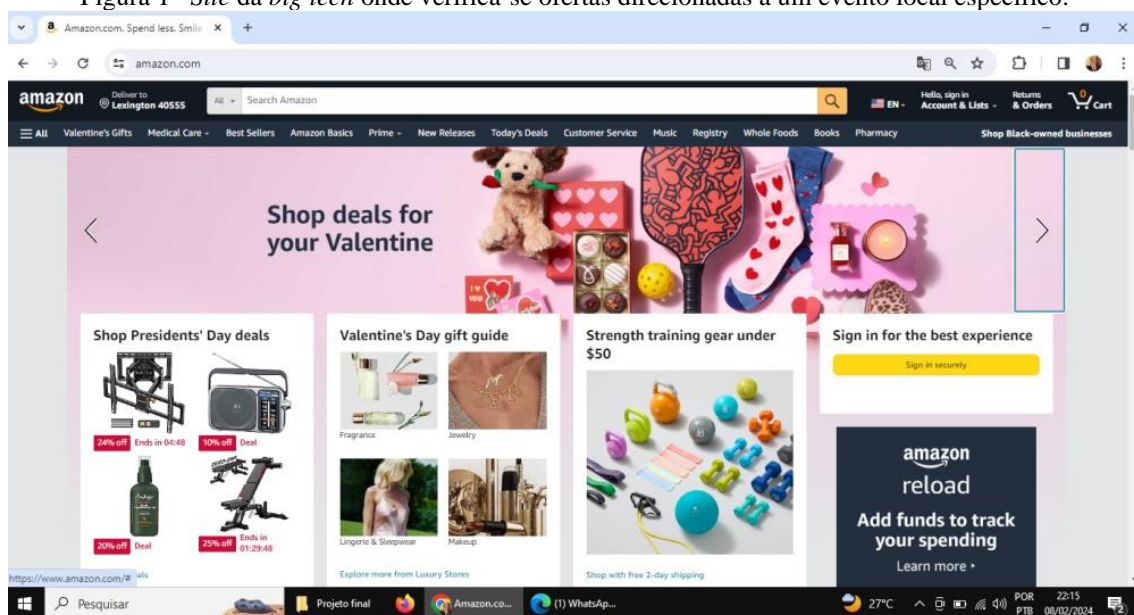 Figura 1 - Site da big tech onde verifica-se ofertas direcionadas a um evento local específico.
Amazon.com. Spend less. Smile
amazon.com
amazon
Deliver to
Lexington 40555
All
Search Amazon
EN
Hello, sign in
Account & Lists
Returns
& Orders
0
Cart
All
Valentine's Gifts
Medical Care
Best Sellers
Amazon Basics
Prime
New Releases
Today's Deals
Customer Service
Music
Registry
Whole Foods
Books
Pharmacy
Shop Black-owned businesses
Shop deals for
your Valentine
I ♥
YOU!
Shop Presidents' Day deals
24% off Ends in 04:48
10% off Deal
20% off Deal
25% off Ends in
01:29:48
Valentine's Day gift guide
Fragrance
Jewelry
Lingerie & Sleepwear
Makeup
Explore more from Luxury Stores
Strength training gear under
$50
Shop with free 2-day shipping
Sign in for the best experience
Sign in securely
amazon
reload
Add funds to track
your spending
Learn more
https://www.amazon.com/#
Pesquisar
Projeto final
Amazon.co...
(1) WhatsAp...
27°C
POR
PTB
22:15
08/02/2024